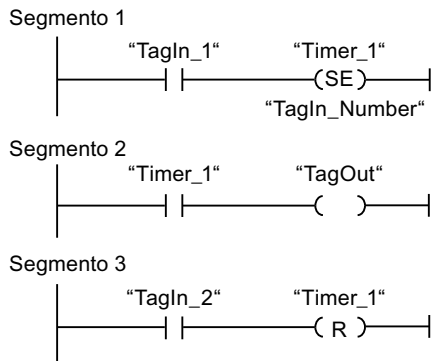 Segmento 1
“TagIn_1“ “Timer_1“
SE
“TagIn_Number“
Segmento 2
“Timer_1“ “TagOut“
Segmento 3
“TagIn_2“ “Timer_1“
R